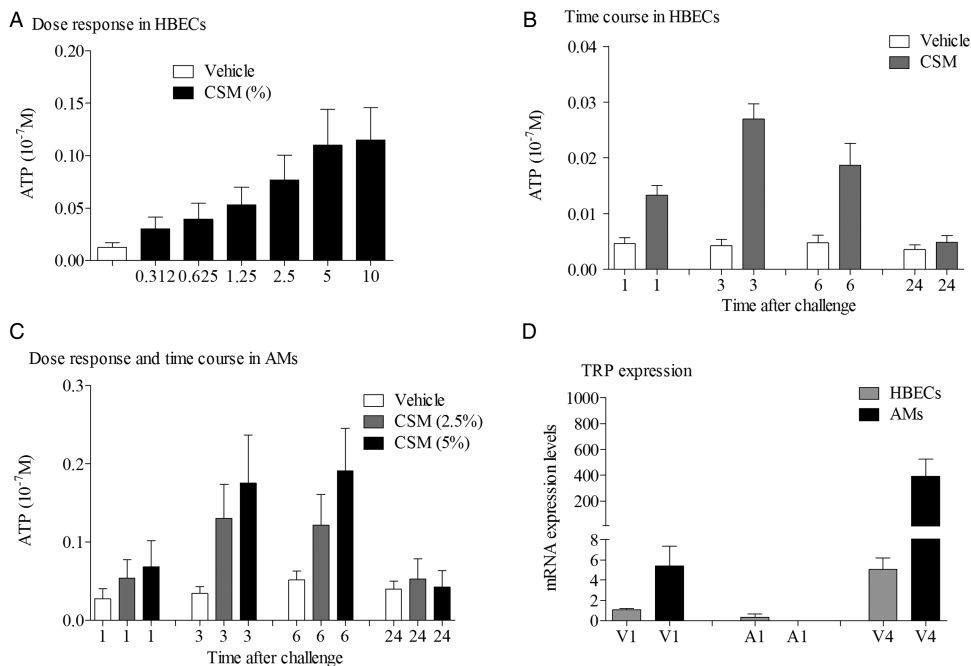 A
Dose response in HBECs
0.20
0.15
0.10
0.05
0.00
ATP (10⁻⁷M)
Vehicle
CSM (%)
0.312 0.625 1.25 2.5 5 10
B
Time course in HBECs
0.04
0.03
0.02
0.01
0.00
ATP (10⁻⁷M)
Vehicle
CSM
1 1 3 3 6 6 24 24
Time after challenge
C
Dose response and time course in AMs
0.3
0.2
0.1
0.0
ATP (10⁻⁷M)
Vehicle
CSM (2.5%)
CSM (5%)
1 1 1 3 3 3 6 6 6 24 24 24
Time after challenge
D
TRP expression
1000
800
600
400
200
8
6
4
2
0
mRNA expression levels
HBECs
AMs
V1 V1 A1 A1 V4 V4